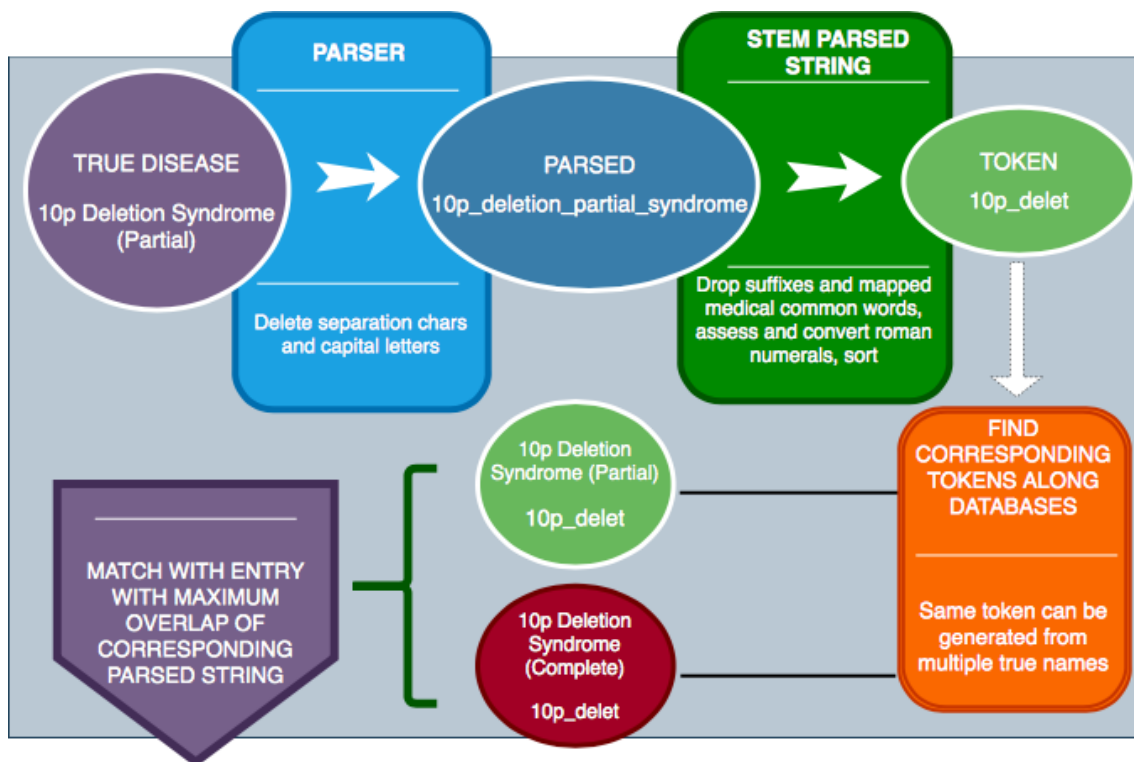 PARSER
STEM PARSED
STRING
TRUE DISEASE
10p Deletion Syndrome
(Partial)
PARSED
10p_deletion_partial_syndrome
TOKEN
10p_delet
Delete separation chars
and capital letters
Drop suffixes and mapped
medical common words,
assess and convert roman
numerals, sort
FIND
CORRESPONDING
TOKENS ALONG
DATABASES
Same token can be
generated from
multiple true names
10p Deletion
Syndrome (Partial)
10p_delet
10p Deletion
Syndrome
(Complete)
10p_delet
MATCH WITH ENTRY
WITH MAXIMUM
OVERLAP OF
CORRESPONDING
PARSED STRING